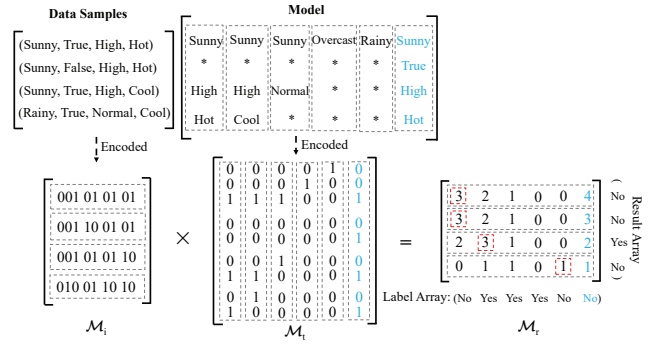 Data Samples
Model
(Sunny, True, High, Hot)
(Sunny, False, High, Hot)
(Sunny, True, High, Cool)
(Rainy, True, Normal, Cool)
Sunny Sunny Sunny Overcast Rainy Sunny
* * * * * True
High High Normal * * High
Hot Cool * * * Hot
Encoded
Encoded
001 01 01 01
001 10 01 01
001 01 01 10
010 01 10 10
×
0 0 0 0 1 0
0 0 0 1 0 0
1 1 1 0 0 1
0 0 0 0 0 0
0 0 0 0 0 1
0 0 1 0 0 0
1 1 0 0 0 1
0 1 0 0 0 0
1 0 0 0 0 1
=
3 2 1 0 0 4
3 2 1 0 0 3
2 3 1 0 0 2
0 1 1 0 1 1
(No
No
Yes
No)
Result Array
Label Array: (No Yes Yes Yes No No)
Mi
Mt
Mr